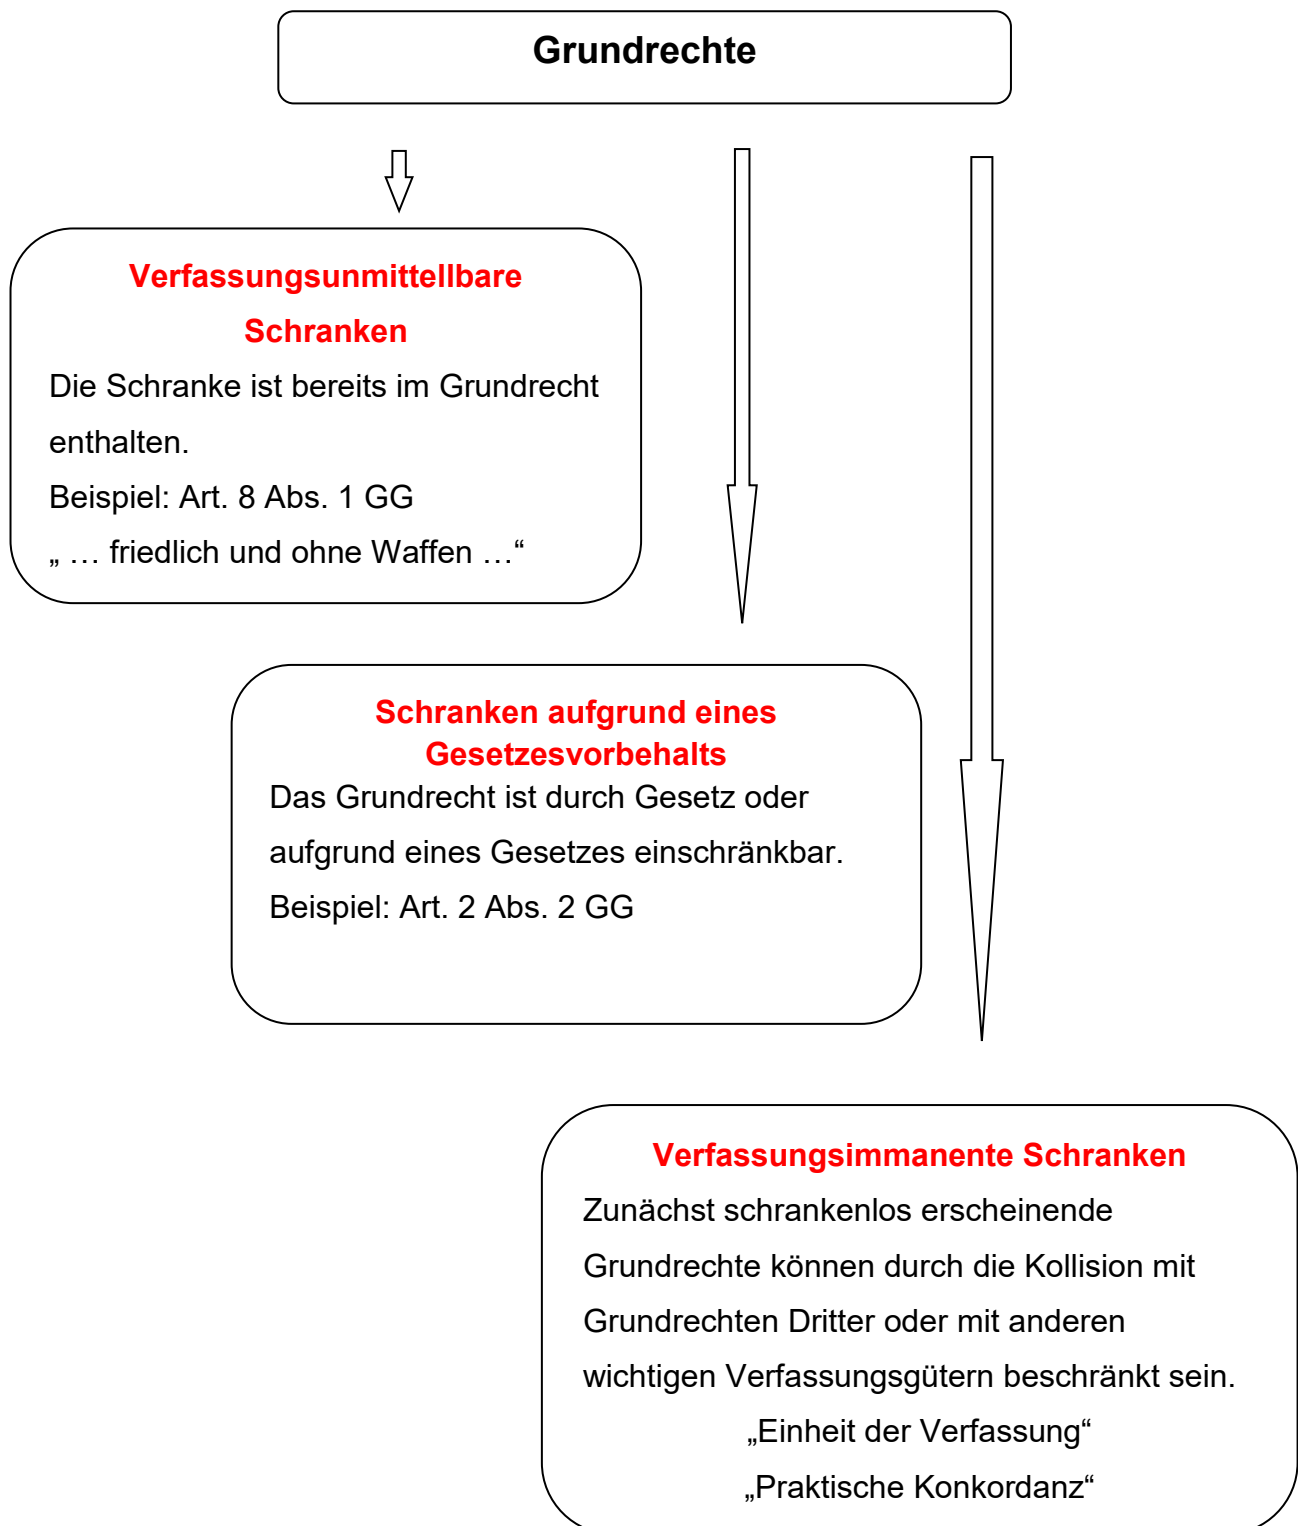 Grundrechte
Verfassungsunmittellbare
Schranken
Die Schranke ist bereits im Grundrecht
enthalten.
Beispiel: Art. 8 Abs. 1 GG
„ … friedlich und ohne Waffen …“
Schranken aufgrund eines
Gesetzesvorbehalts
Das Grundrecht ist durch Gesetz oder
aufgrund eines Gesetzes einschränkbar.
Beispiel: Art. 2 Abs. 2 GG
Verfassungsimmanente Schranken
Zunächst schrankenlos erscheinende
Grundrechte können durch die Kollision mit
Grundrechten Dritter oder mit anderen
wichtigen Verfassungsgütern beschränkt sein.
„Einheit der Verfassung“
„Praktische Konkordanz“